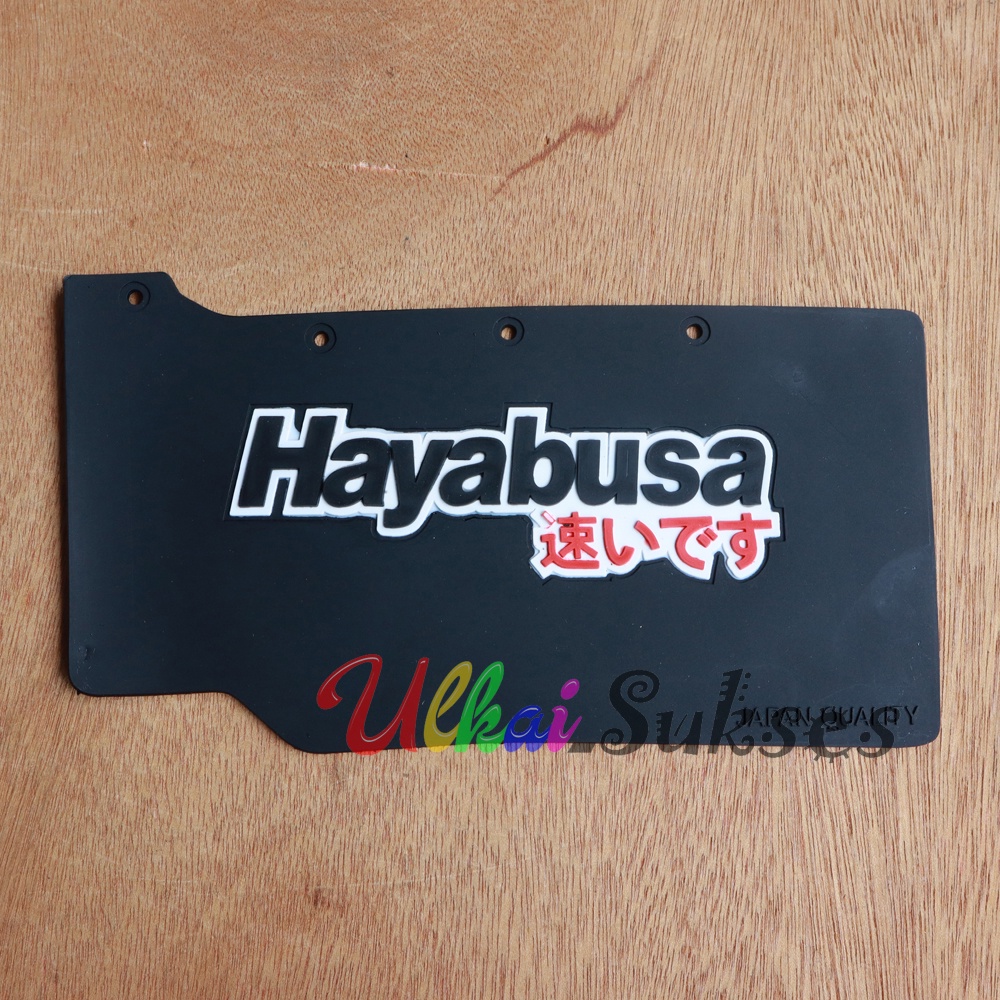 Hayabusa
速いです
JAPAN QUALITY
Ulkai Sukses